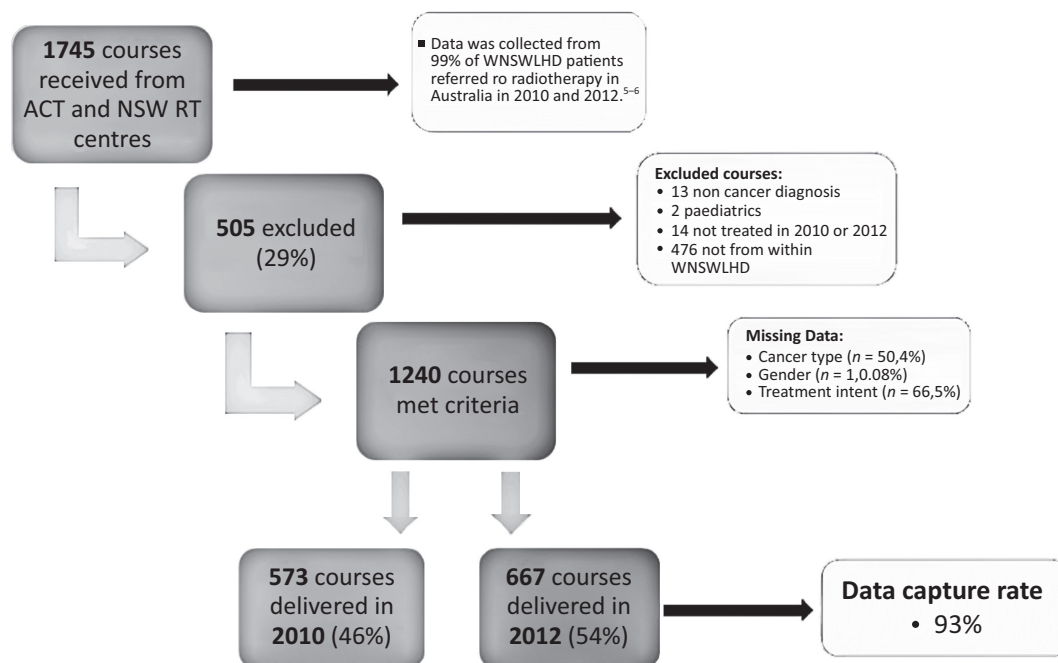 1745 courses
received from
ACT and NSW RT
centres
■ Data was collected from
99% of WNSWLHD patients
referred ro radiotherapy in
Australia in 2010 and 2012.5–6
505 excluded
(29%)
Excluded courses:
• 13 non cancer diagnosis
• 2 paediatrics
• 14 not treated in 2010 or 2012
• 476 not from within
WNSWLHD
1240 courses
met criteria
Missing Data:
• Cancer type (n = 50,4%)
• Gender (n = 1,0.08%)
• Treatment intent (n = 66,5%)
573 courses
delivered in
2010 (46%)
667 courses
delivered in
2012 (54%)
Data capture rate
• 93%